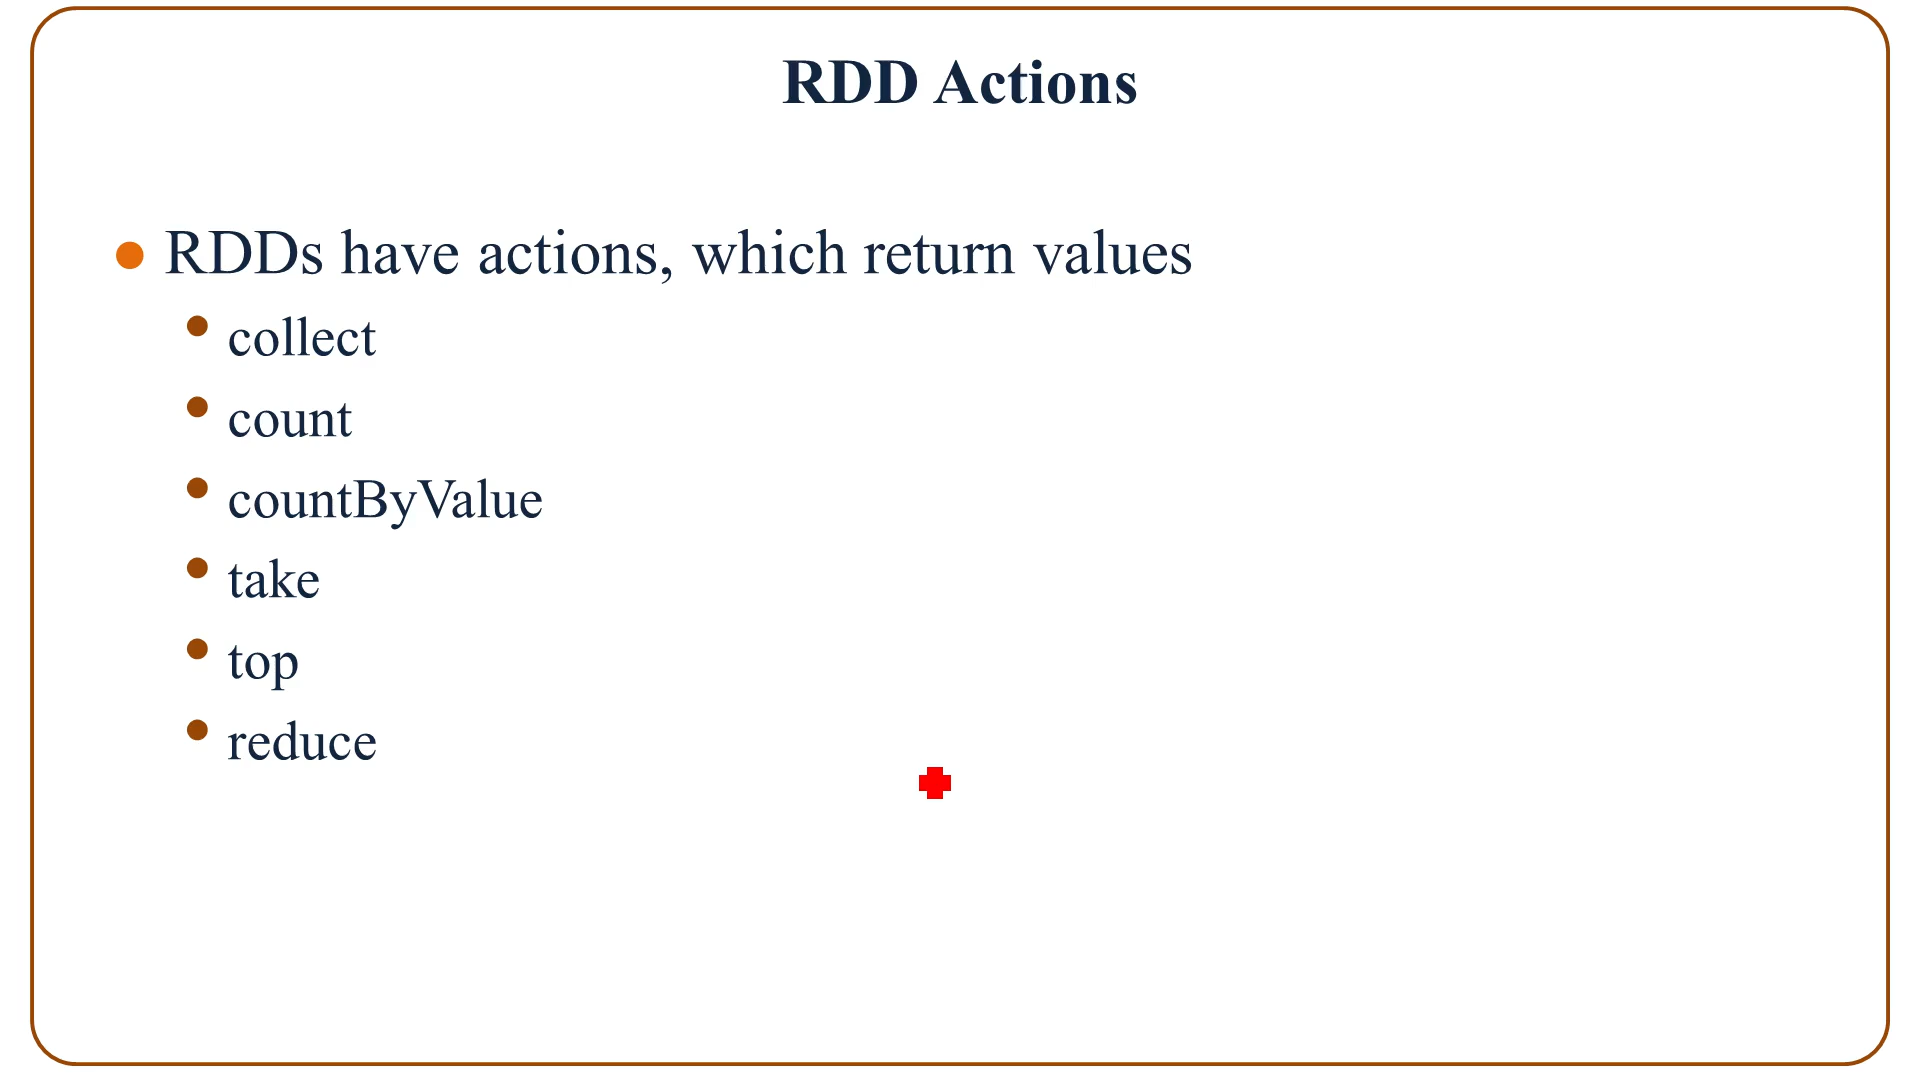 RDD Actions
RDDs have actions, which return values
collect
count
countByValue
take
top
reduce